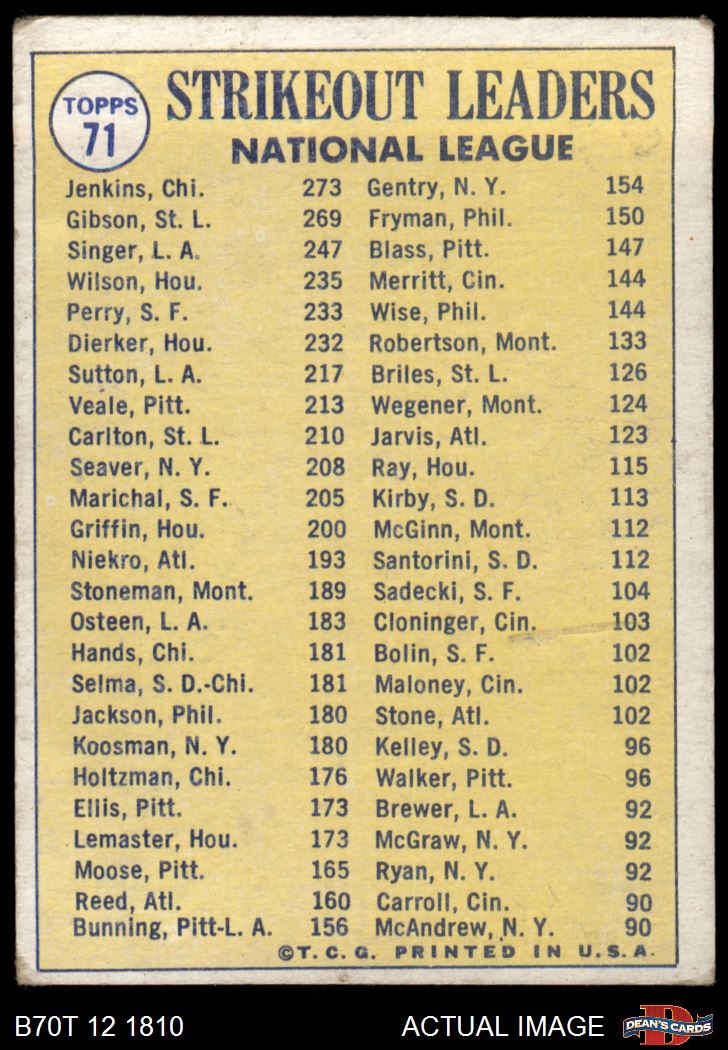 TOPPS
71
STRIKEOUT LEADERS
NATIONAL LEAGUE
Jenkins, Chi. 273 Gentry, N. Y. 154
Gibson, St. L. 269 Fryman, Phil. 150
Singer, L. A. 247 Blass, Pitt. 147
Wilson, Hou. 235 Merritt, Cin. 144
Perry, S. F. 233 Wise, Phil. 144
Dierker, Hou. 232 Robertson, Mont. 133
Sutton, L. A. 217 Briles, St. L. 126
Veale, Pitt. 213 Wegener, Mont. 124
Carlton, St. L. 210 Jarvis, Atl. 123
Seaver, N. Y. 208 Ray, Hou. 115
Marichal, S. F. 205 Kirby, S. D. 113
Griffin, Hou. 200 McGinn, Mont. 112
Niekro, Atl. 193 Santorini, S. D. 112
Stoneman, Mont. 189 Sadecki, S. F. 104
Osteen, L. A. 183 Cloninger, Cin. 103
Hands, Chi. 181 Bolin, S. F. 102
Selma, S. D.-Chi. 181 Maloney, Cin. 102
Jackson, Phil. 180 Stone, Atl. 102
Koosman, N. Y. 180 Kelley, S. D. 96
Holtzman, Chi. 176 Walker, Pitt. 96
Ellis, Pitt. 173 Brewer, L. A. 92
Lemaster, Hou. 173 McGraw, N. Y. 92
Moose, Pitt. 165 Ryan, N. Y. 92
Reed, Atl. 160 Carroll, Cin. 90
Bunning, Pitt-L. A. 156 McAndrew, N. Y. 90
©T. C. G. PRINTED IN U. S. A.
B70T 12 1810 ACTUAL IMAGE
D
DEAN'S CARDS